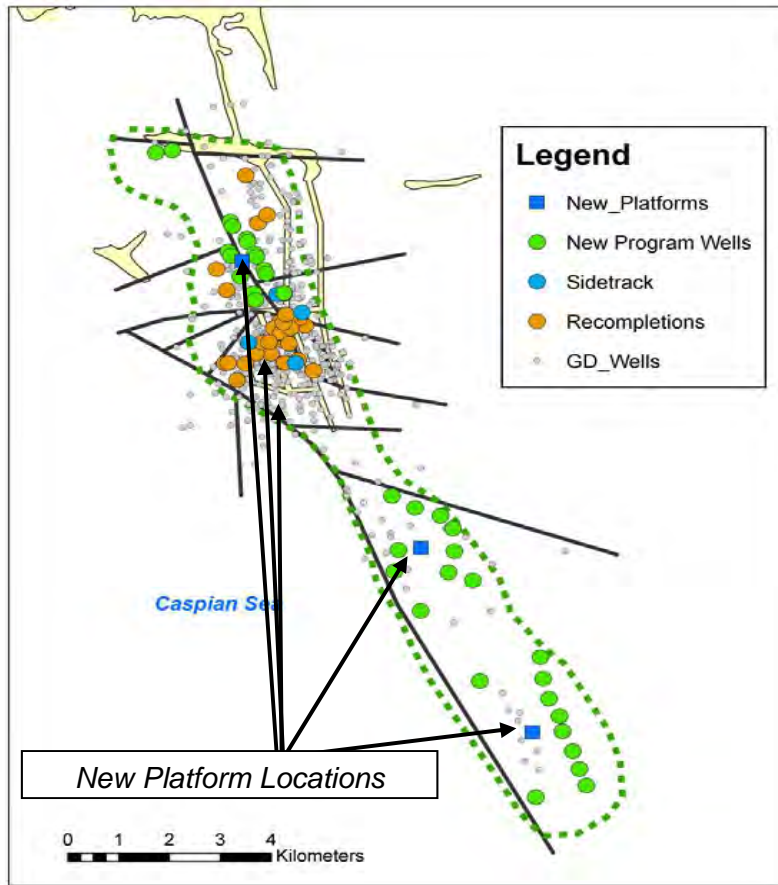 Legend
New_Platforms
New Program Wells
Sidetrack
Recompletions
GD_Wells
Caspian Sea
New Platform Locations
0 1 2 3 4
Kilometers